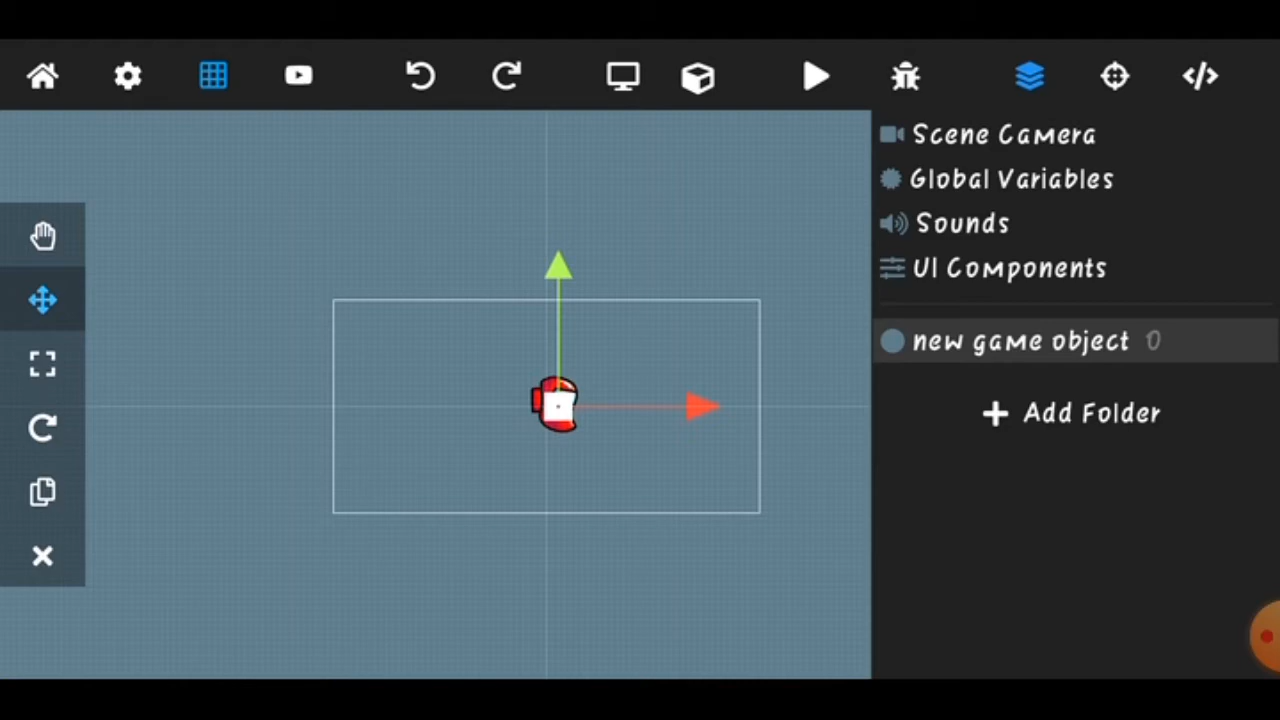 Scene Camera
Global Variables
Sounds
UI Components
new game object 0
Add Folder